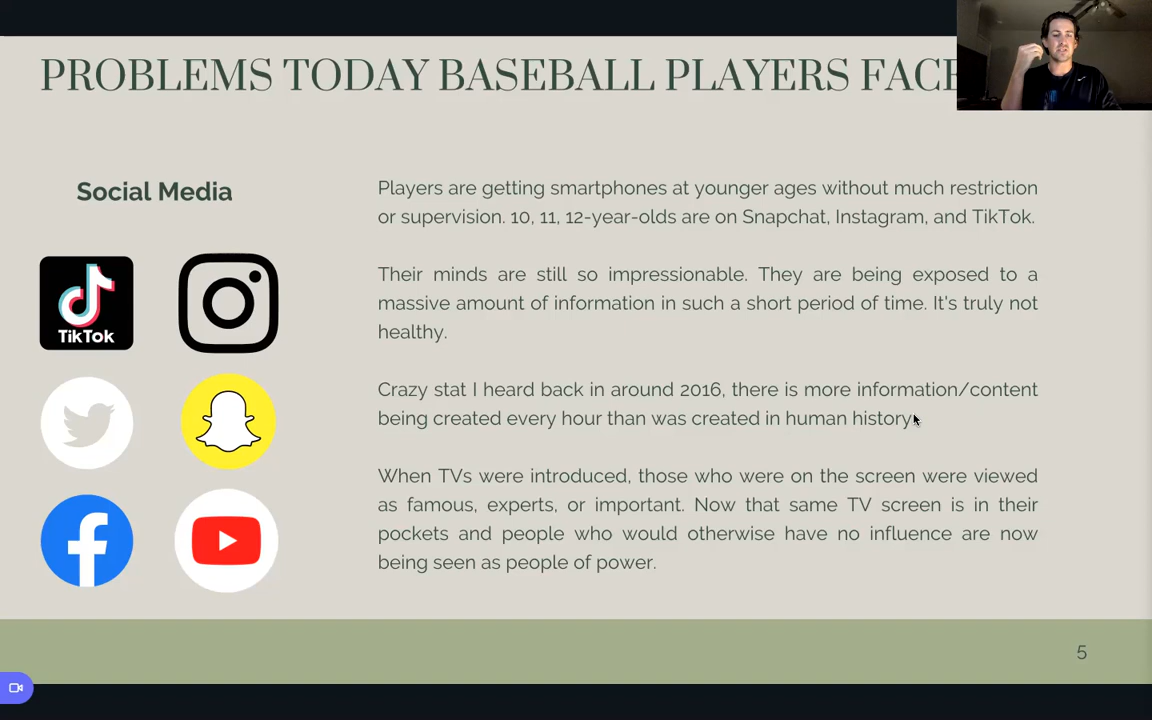 PROBLEMS TODAY BASEBALL PLAYERS FACE
Social Media
TikTok
Players are getting smartphones at younger ages without much restriction
or supervision. 10, 11, 12-year-olds are on Snapchat, Instagram, and TikTok.
Their minds are still so impressionable. They are being exposed to a
massive amount of information in such a short period of time. It's truly not
healthy.
Crazy stat I heard back in around 2016, there is more information/content
being created every hour than was created in human history.
When TVs were introduced, those who were on the screen were viewed
as famous, experts, or important. Now that same TV screen is in their
pockets and people who would otherwise have no influence are now
being seen as people of power.
5